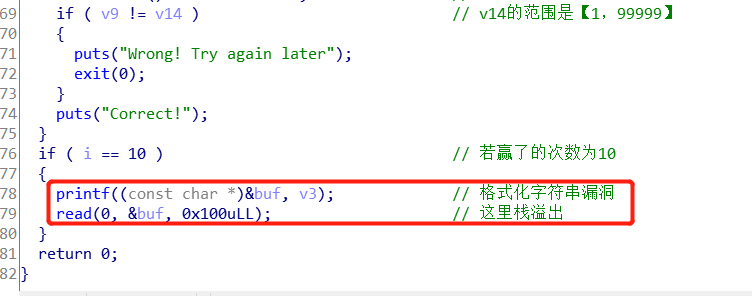 69 if ( v9 != v14 ) // v14的范围是【1, 99999】
70 {
71 puts("Wrong! Try again later");
72 exit(0);
73 }
74 puts("Correct!");
75 }
76 if ( i == 10 ) // 若赢了的次数为10
77 {
78 printf((const char *)&buf, v3); // 格式化字符串漏洞
79 read(0, &buf, 0x100uLL); // 这里栈溢出
80 }
81 return 0;
82 }